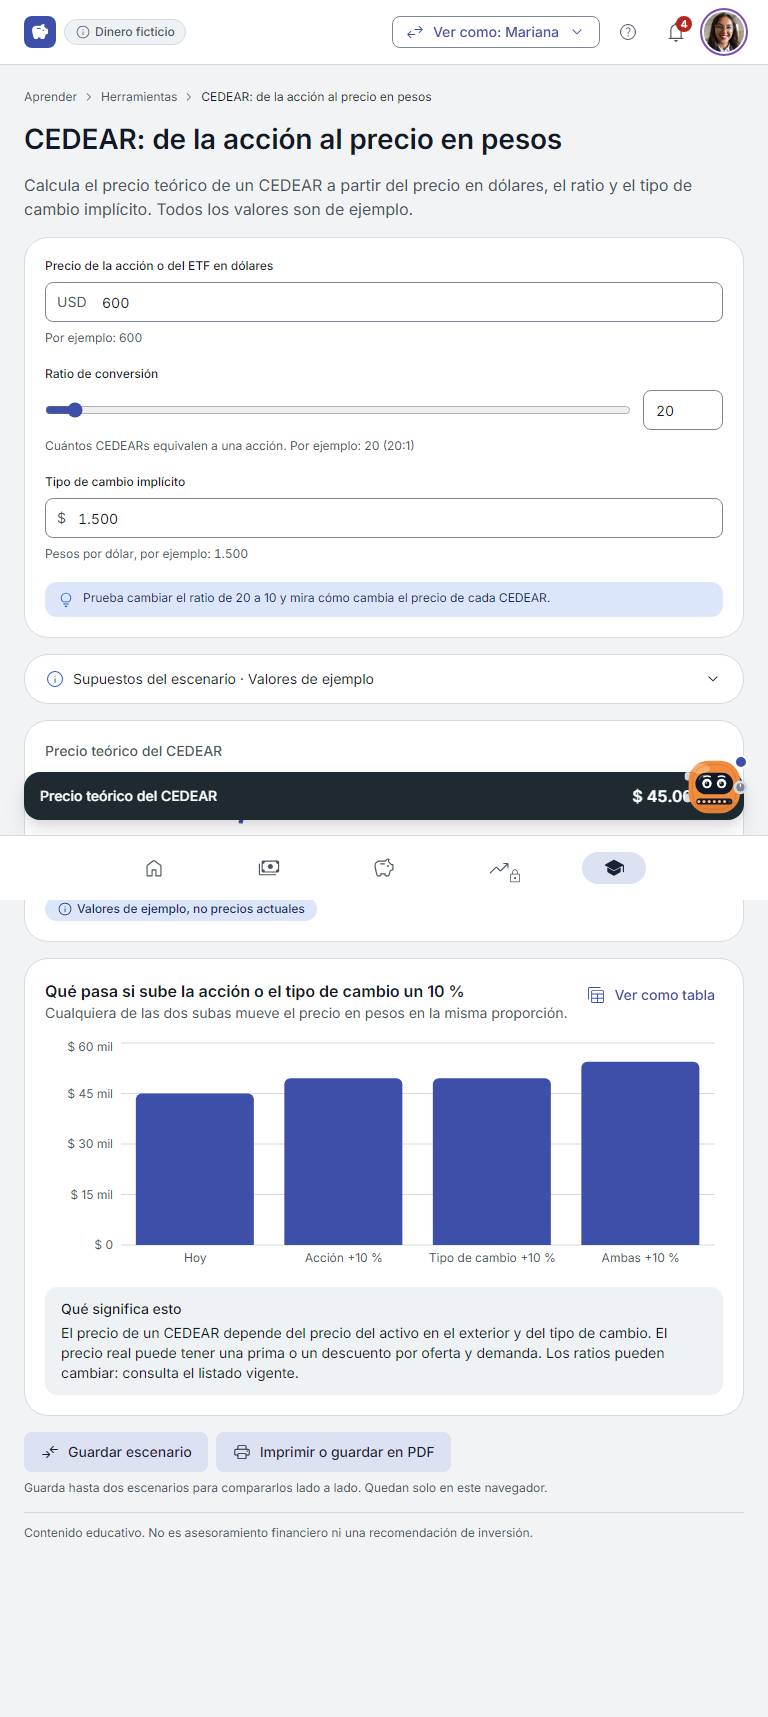 Dinero ficticio
Ver como: Mariana
4
Aprender
Herramientas
CEDEAR: de la acción al precio en pesos
CEDEAR: de la acción al precio en pesos
Calcula el precio teórico de un CEDEAR a partir del precio en dólares, el ratio y el tipo de
cambio implícito. Todos los valores son de ejemplo.
Precio de la acción o del ETF en dólares
USD 600
Por ejemplo: 600
Ratio de conversión
20
Cuántos CEDEARs equivalen a una acción. Por ejemplo: 20 (20:1)
Tipo de cambio implícito
$ 1.500
Pesos por dólar, por ejemplo: 1.500
Prueba cambiar el ratio de 20 a 10 y mira cómo cambia el precio de cada CEDEAR.
Supuestos del escenario · Valores de ejemplo
Precio teórico del CEDEAR
Precio teórico del CEDEAR
$ 45.0
Valores de ejemplo, no precios actuales
Qué pasa si sube la acción o el tipo de cambio un 10 %
Ver como tabla
Cualquiera de las dos subas mueve el precio en pesos en la misma proporción.
$ 60 mil
$ 45 mil
$ 30 mil
$ 15 mil
$ 0
Hoy
Acción +10 %
Tipo de cambio +10 %
Ambas +10 %
Qué significa esto
El precio de un CEDEAR depende del precio del activo en el exterior y del tipo de cambio. El
precio real puede tener una prima o un descuento por oferta y demanda. Los ratios pueden
cambiar: consulta el listado vigente.
Guardar escenario
Imprimir o guardar en PDF
Guarda hasta dos escenarios para compararlos lado a lado. Quedan solo en este navegador.
Contenido educativo. No es asesoramiento financiero ni una recomendación de inversión.